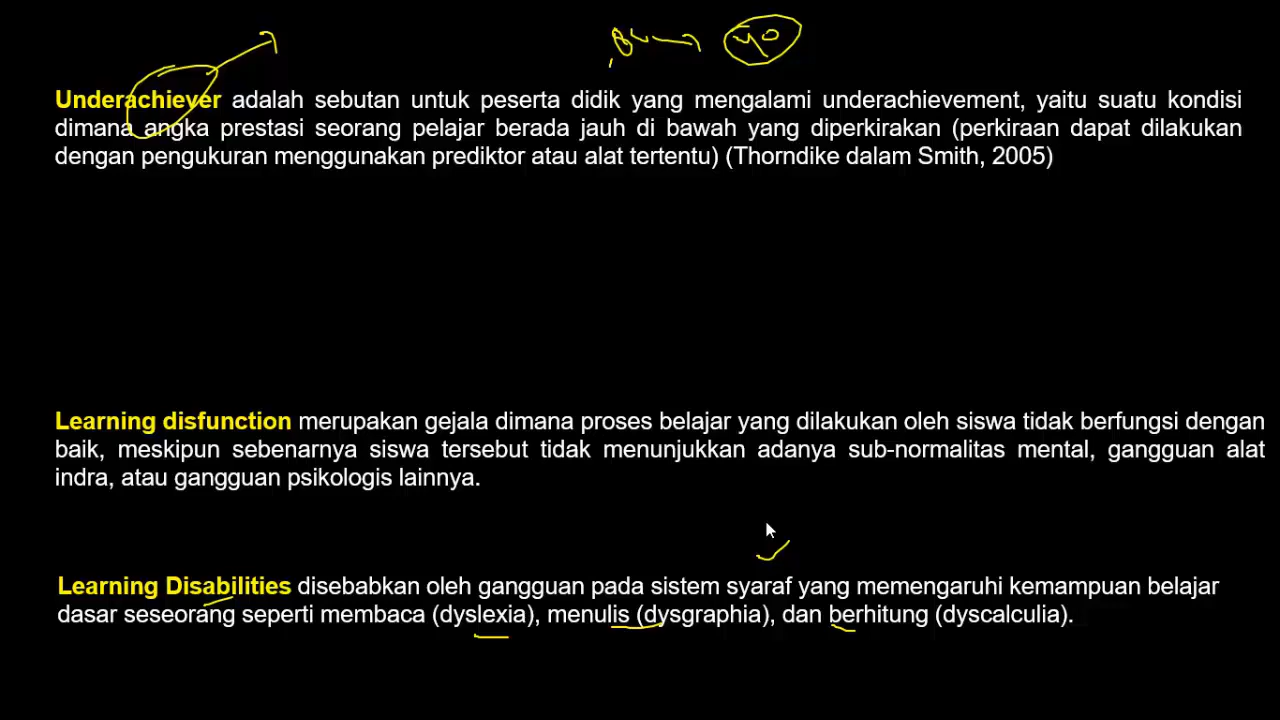 Underachiever adalah sebutan untuk peserta didik yang mengalami underachievement, yaitu suatu kondisi
dimana angka prestasi seorang pelajar berada jauh di bawah yang diperkirakan (perkiraan dapat dilakukan
dengan pengukuran menggunakan prediktor atau alat tertentu) (Thorndike dalam Smith, 2005)
Learning disfunction merupakan gejala dimana proses belajar yang dilakukan oleh siswa tidak berfungsi dengan
baik, meskipun sebenarnya siswa tersebut tidak menunjukkan adanya sub-normalitas mental, gangguan alat
indra, atau gangguan psikologis lainnya.
Learning Disabilities disebabkan oleh gangguan pada sistem syaraf yang memengaruhi kemampuan belajar
dasar seseorang seperti membaca (dyslexia), menulis (dysgraphia), dan berhitung (dyscalculia).